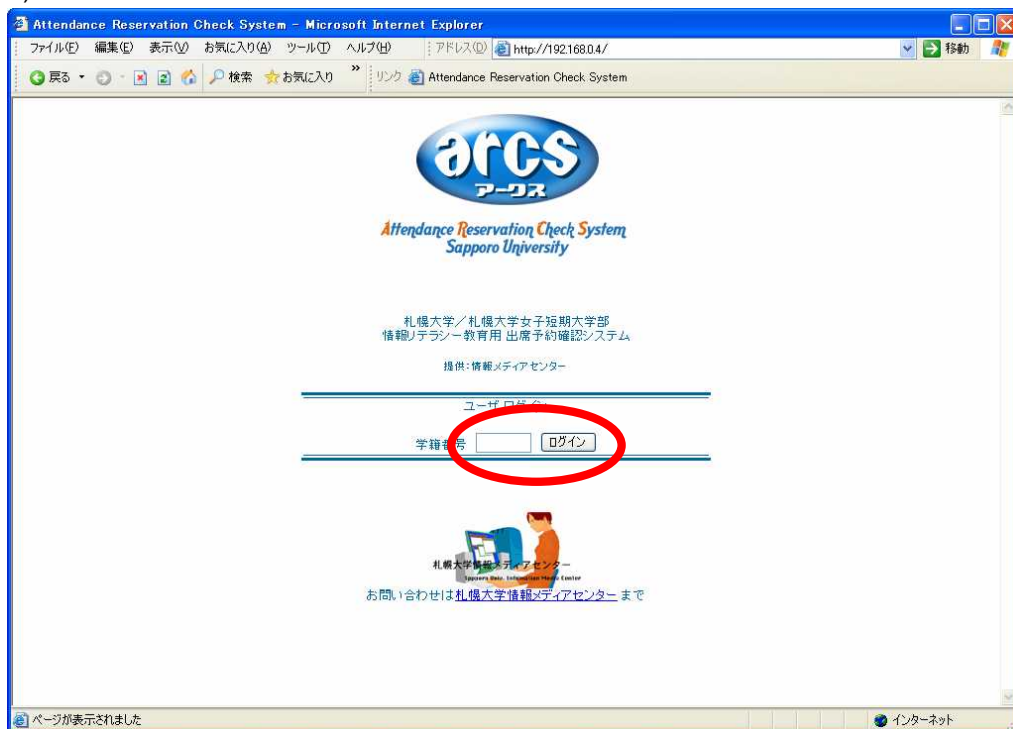 Attendance Reservation Check System - Microsoft Internet Explorer
ファイル(F) 編集(E) 表示(V) お気に入り(A) ツール(T) ヘルプ(H) アドレス(D) http://192.168.0.4/ 移動
戻る 検索 お気に入り » リンク Attendance Reservation Check System
arcs
アークス
Attendance Reservation Check System
Sapporo University
札幌大学／札幌大学女子短期大学部
情報リテラシー教育用 出席予約確認システム
提供：情報メディアセンター
ユーザ ログイン
学籍番号 ログイン
札幌大学情報メディアセンター
Sapporo Univ. Information Media Center
お問い合わせは札幌大学情報メディアセンター まで
ページが表示されました インターネット